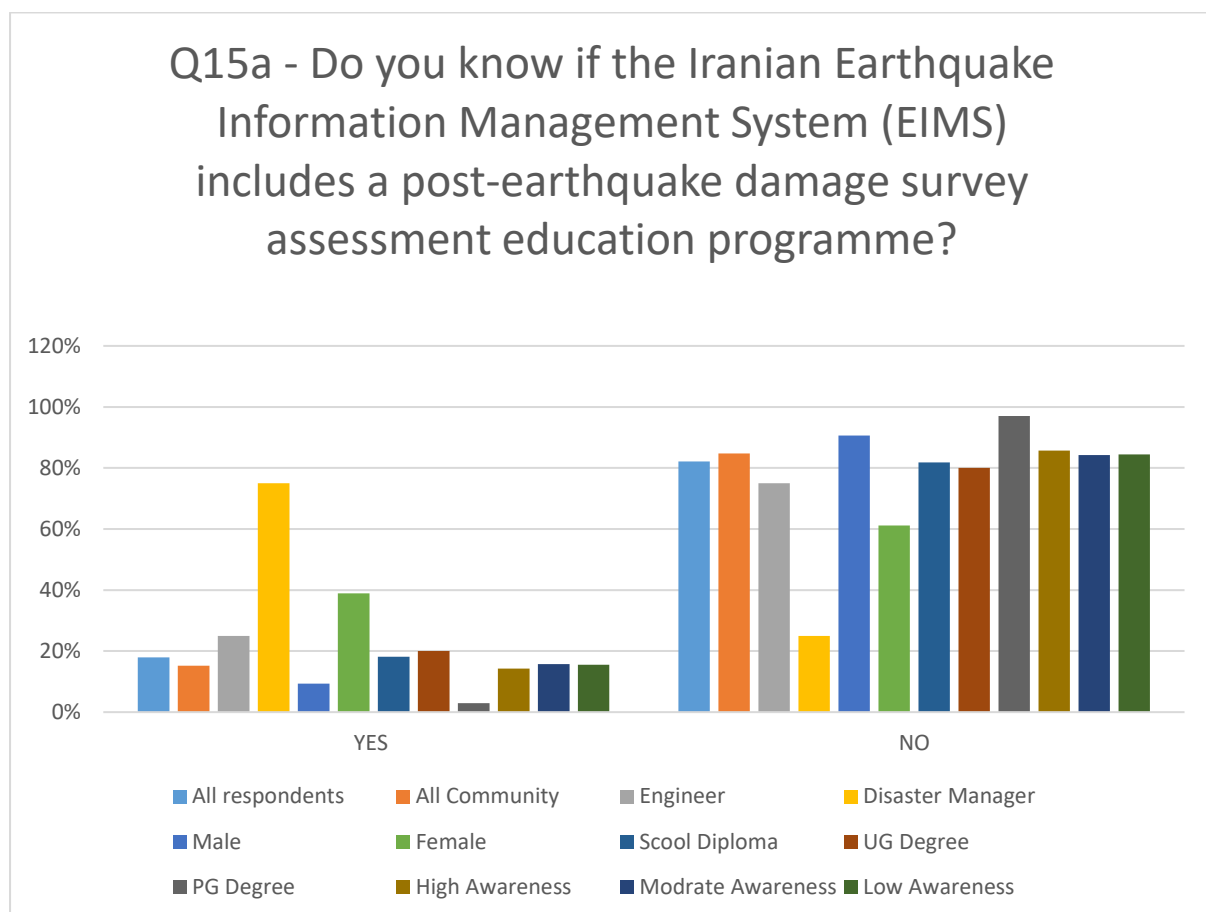 Q15a - Do you know if the Iranian Earthquake
Information Management System (EIMS)
includes a post-earthquake damage survey
assessment education programme?
120%
100%
80%
60%
40%
20%
0%
YES NO
All respondents All Community Engineer Disaster Manager
Male Female Scool Diploma UG Degree
PG Degree High Awareness Modrate Awareness Low Awareness